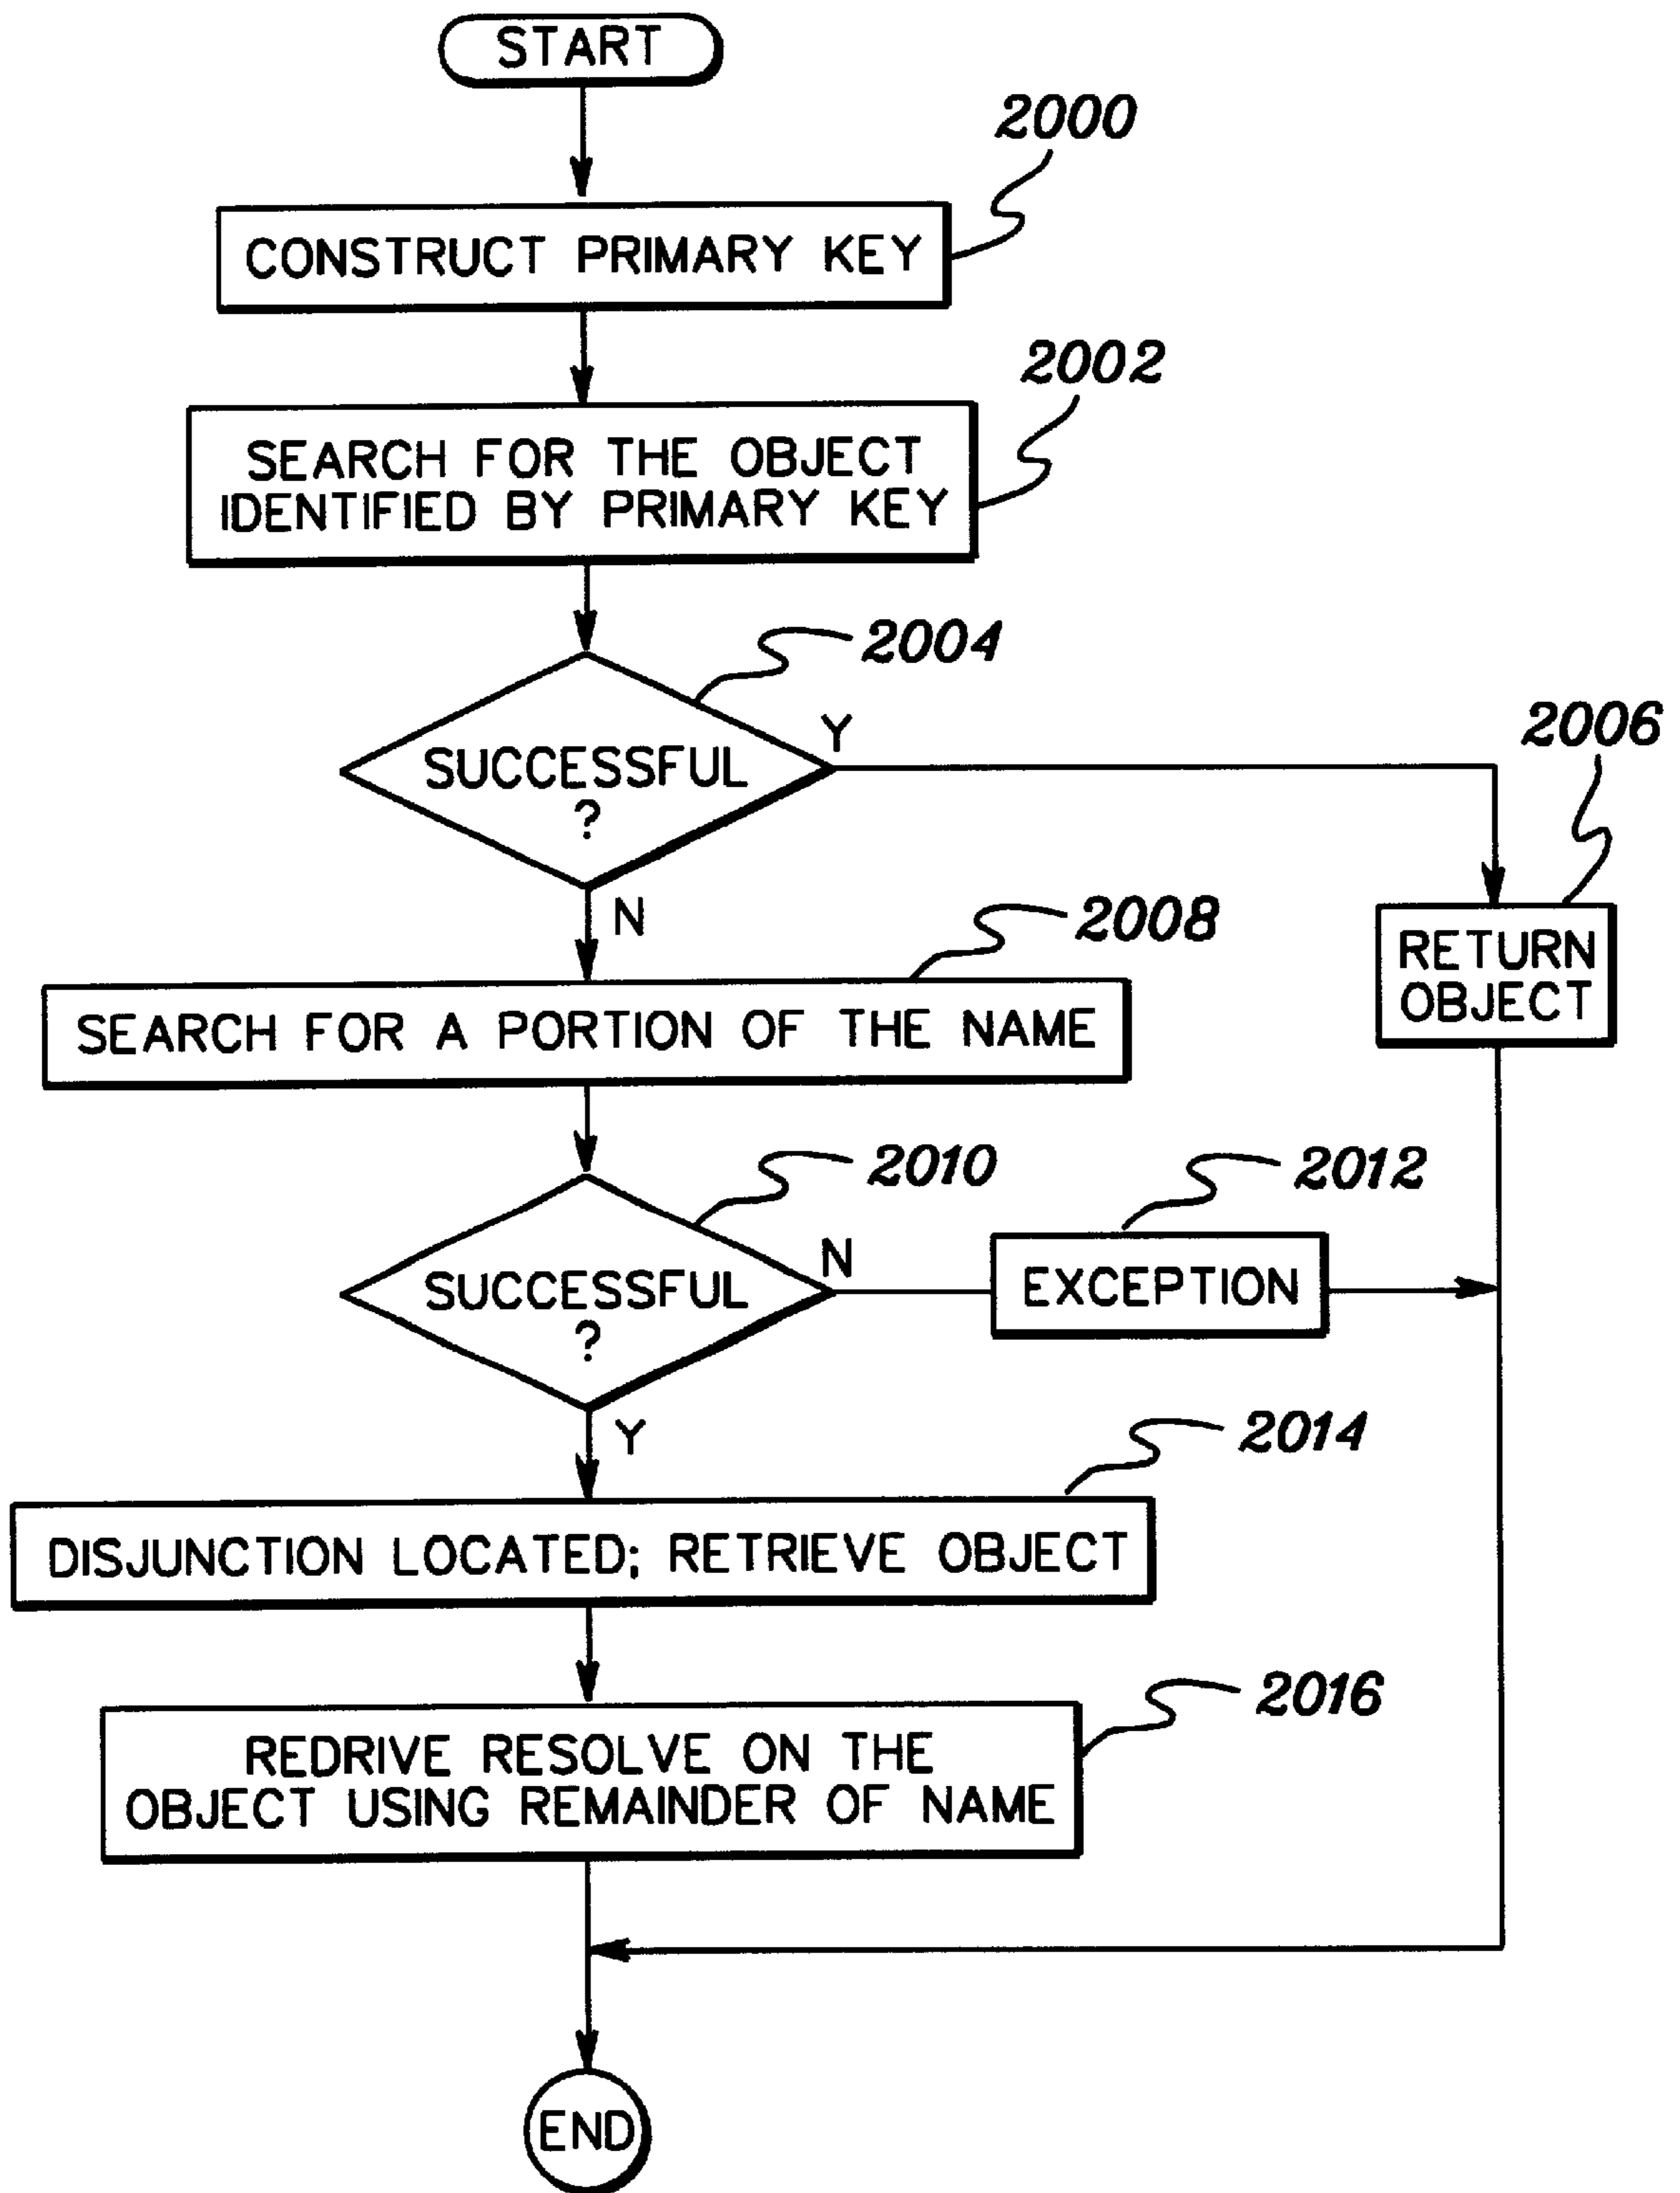 START
2000
CONSTRUCT PRIMARY KEY
2002
SEARCH FOR THE OBJECT
IDENTIFIED BY PRIMARY KEY
2004
SUCCESSFUL
?
Y
2006
RETURN
OBJECT
N
2008
SEARCH FOR A PORTION OF THE NAME
2010
SUCCESSFUL
?
N
2012
EXCEPTION
Y
2014
DISJUNCTION LOCATED; RETRIEVE OBJECT
2016
REDRIVE RESOLVE ON THE
OBJECT USING REMAINDER OF NAME
END